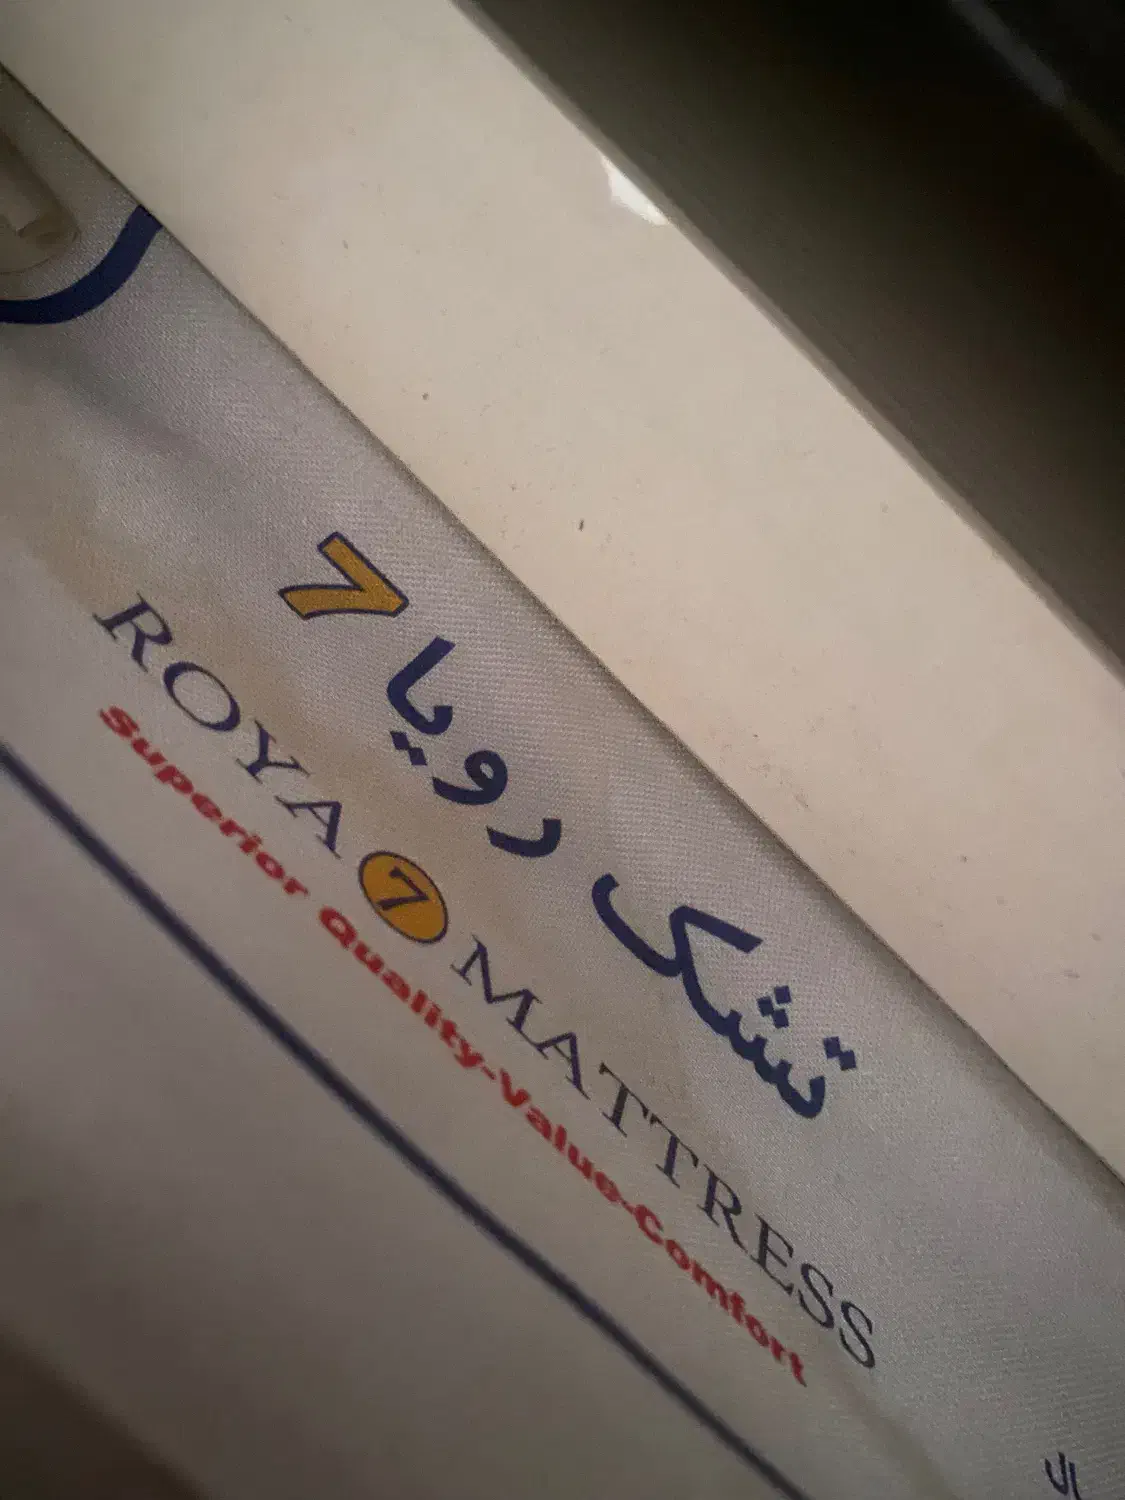 تشک رویا 7
ROYA 7 MATTRESS
Superior Quality-Value-Comfort